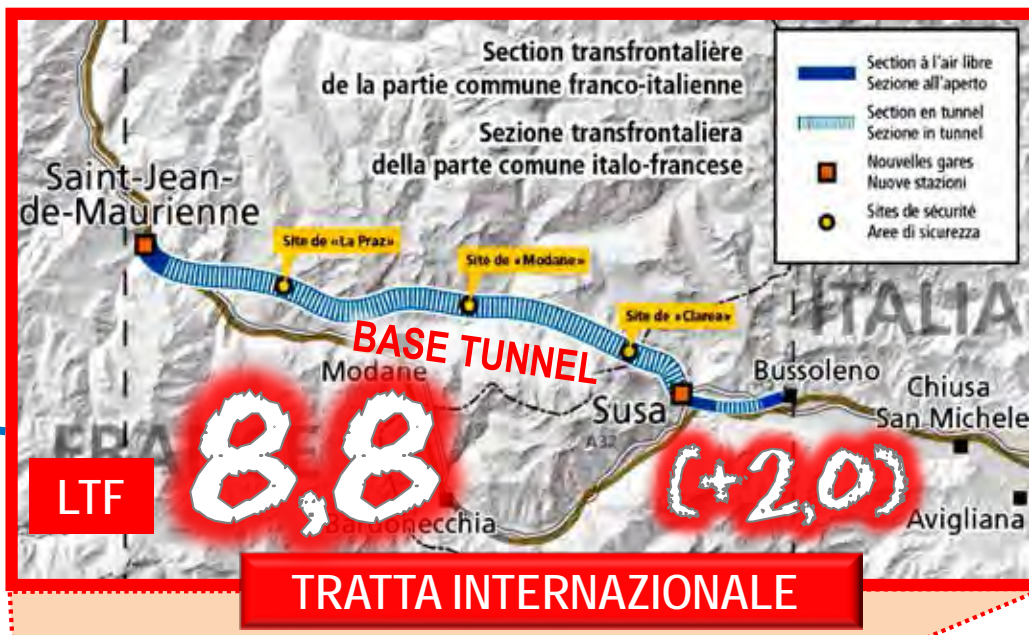 Section transfrontalière
de la partie commune franco-italienne
Sezione transfrontaliera
della parte comune italo-francese
Section à l'air libre
Sezione all'aperto
Section en tunnel
Sezione in tunnel
Nouvelles gares
Nuove stazioni
Sites de sécurité
Aree di sicurezza
Saint-Jean-
de-Maurienne
Site de «La Praz»
Site de «Modane»
Site de «Clarea»
ITALIA
BASE TUNNEL
Modane
Bussoleno
Susa
Chiusa
San Michele
A32
8,8
(+2,0)
LTF
Bardonecchia
Avigliana
TRATTA INTERNAZIONALE